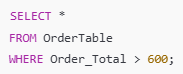 SELECT *
FROM OrderTable
WHERE Order_Total > 600;